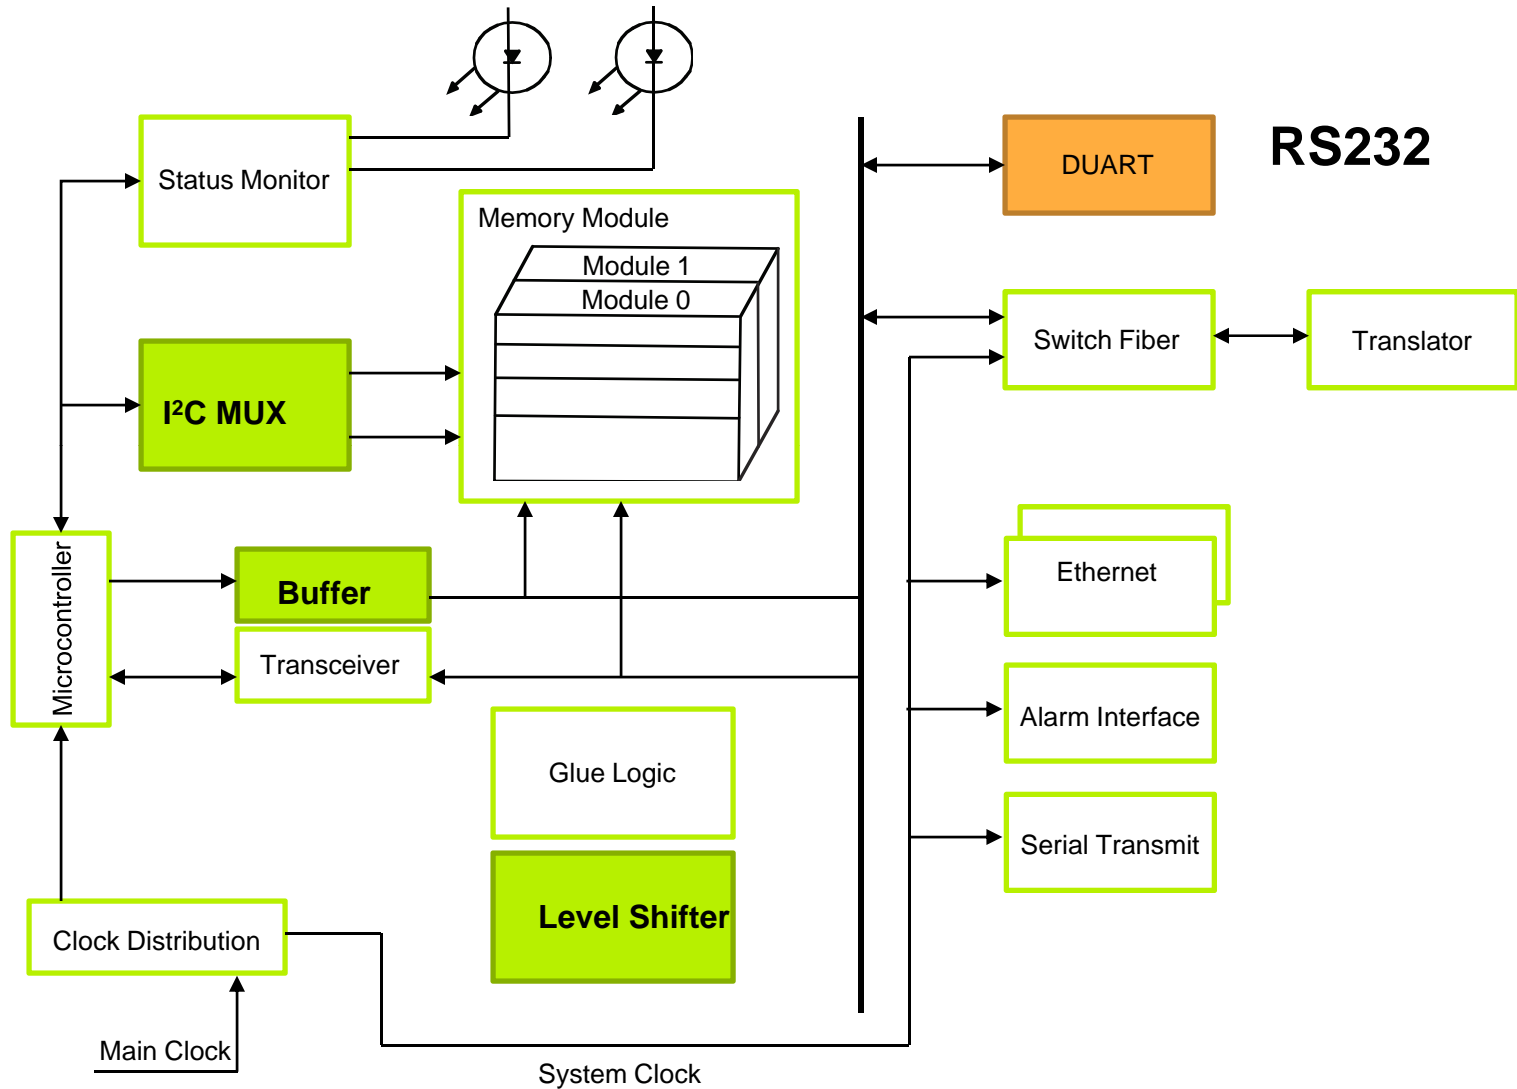 RS232
DUART
Status Monitor
Memory Module
Module 1
Module 0
Switch Fiber
Translator
I²C MUX
Microcontroller
Buffer
Ethernet
Transceiver
Alarm Interface
Glue Logic
Serial Transmit
Level Shifter
Clock Distribution
Main Clock
System Clock